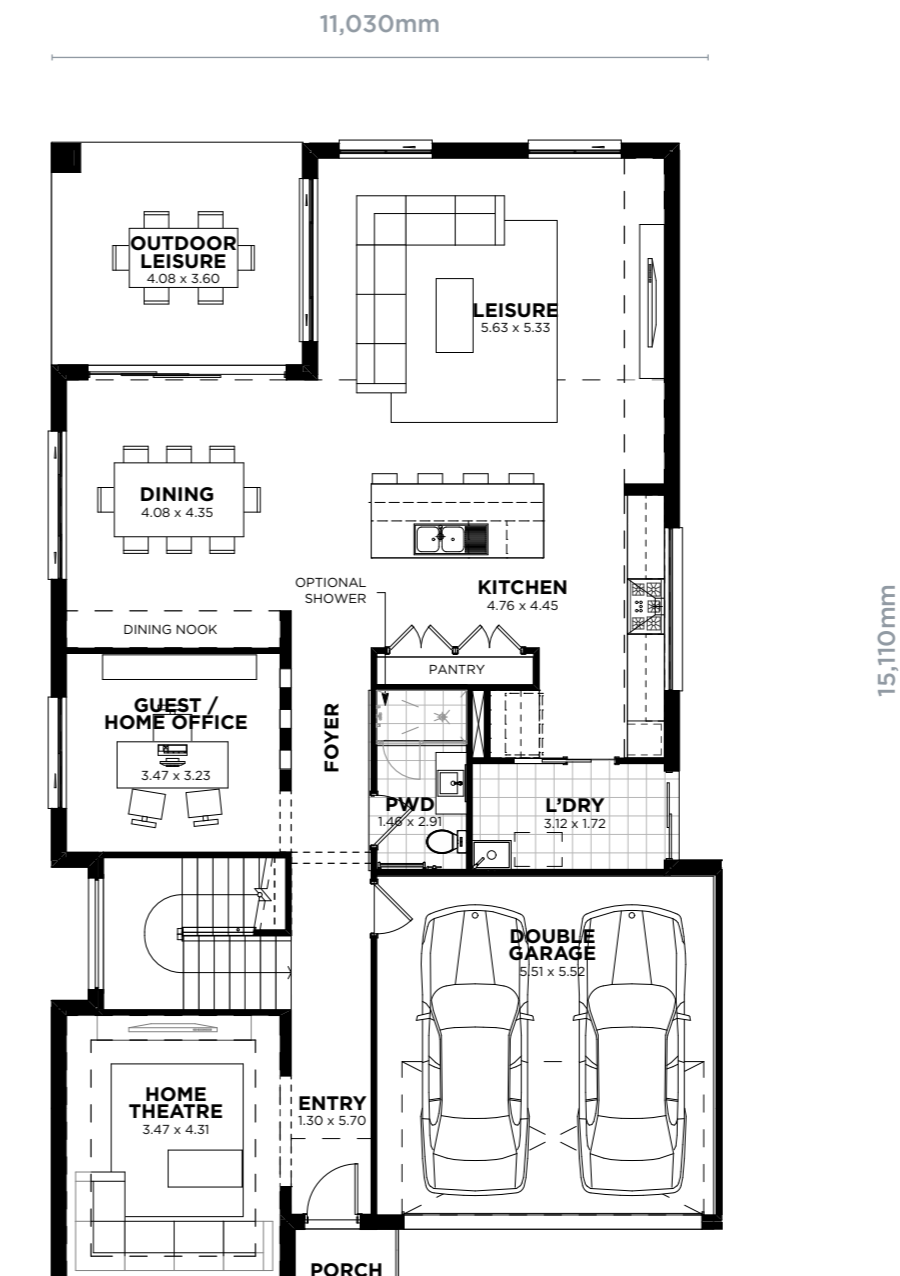 11,030mm
OUTDOOR
LEISURE
4.08 x 3.60
LEISURE
5.63 x 5.33
DINING
4.08 x 4.35
OPTIONAL
SHOWER
KITCHEN
4.76 x 4.45
15,110mm
DINING NOOK
PANTRY
GUEST /
HOME OFFICE
3.47 x 3.23
FOYER
PWD
1.46 x 2.91
L'DRY
3.12 x 1.72
DOUBLE
GARAGE
5.51 x 5.52
HOME
THEATRE
3.47 x 4.31
ENTRY
1.30 x 5.70
PORCH